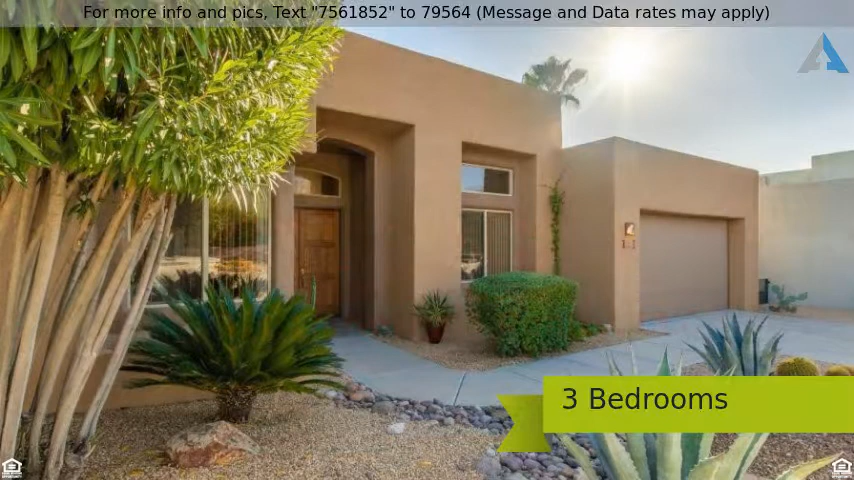 For more info and pics, Text "7561852" to 79564 (Message and Data rates may apply)
3 Bedrooms